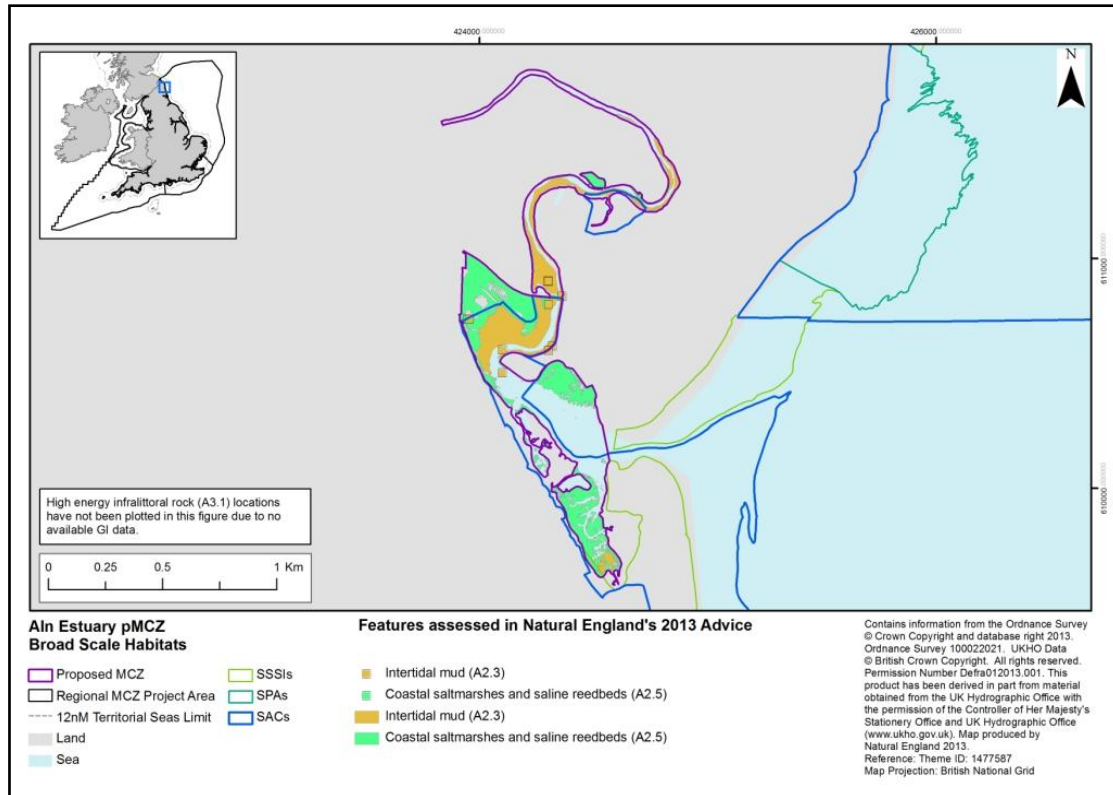 424000.000000
426000.000000
N
611000.000000
610000.000000
High energy infralittoral rock (A3.1) locations
have not been plotted in this figure due to no
available GI data.
0 0.25 0.5 1 Km
Aln Estuary pMCZ
Broad Scale Habitats
Proposed MCZ
Regional MCZ Project Area
12nM Territorial Seas Limit
Land
Sea
SSSIs
SPAs
SACs
Features assessed in Natural England's 2013 Advice
Intertidal mud (A2.3)
Coastal saltmarshes and saline reedbeds (A2.5)
Intertidal mud (A2.3)
Coastal saltmarshes and saline reedbeds (A2.5)
Contains information from the Ordnance Survey
© Crown Copyright and database right 2013.
Ordnance Survey 100022021. UKHO Data
© British Crown Copyright. All rights reserved.
Permission Number Defra012013.001. This
product has been derived in part from material
obtained from the UK Hydrographic Office with
the permission of the Controller of Her Majesty's
Stationery Office and UK Hydrographic Office
(www.ukho.gov.uk). Map produced by
Natural England 2013.
Reference: Theme ID: 1477587
Map Projection: British National Grid